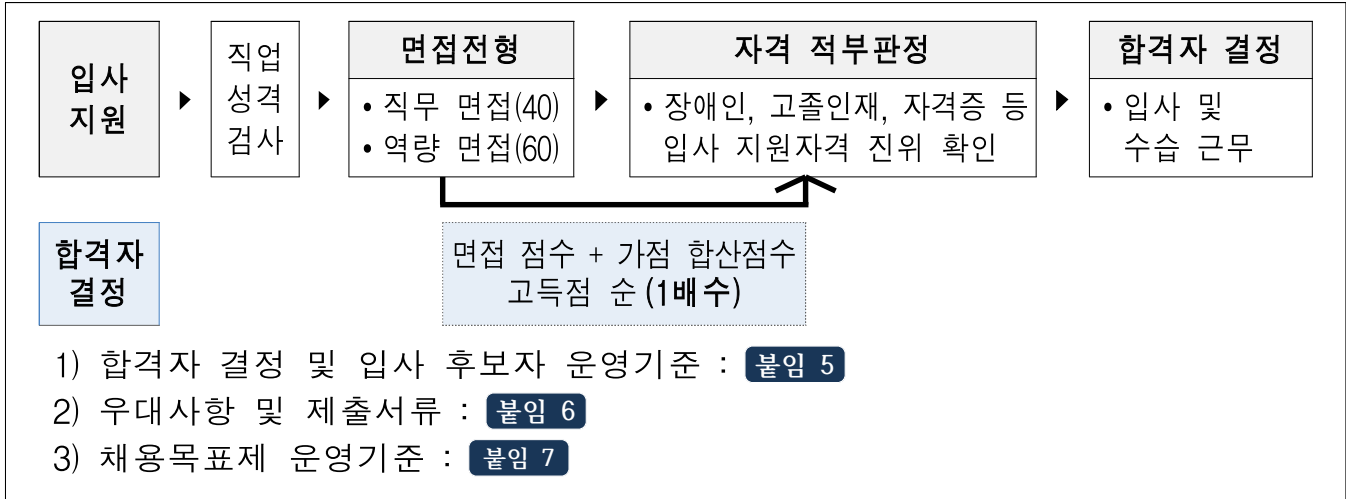 입사
지원
▶
직업
성격
검사
▶
면접전형
• 직무 면접(40)
• 역량 면접(60)
▶
자격 적부판정
• 장애인, 고졸인재, 자격증 등
입사 지원자격 진위 확인
▶
합격자 결정
• 입사 및
수습 근무
합격자
결정
면접 점수 + 가점 합산점수
고득점 순(1배수)
1) 합격자 결정 및 입사 후보자 운영기준 : 붙임 5
2) 우대사항 및 제출서류 : 붙임 6
3) 채용목표제 운영기준 : 붙임 7